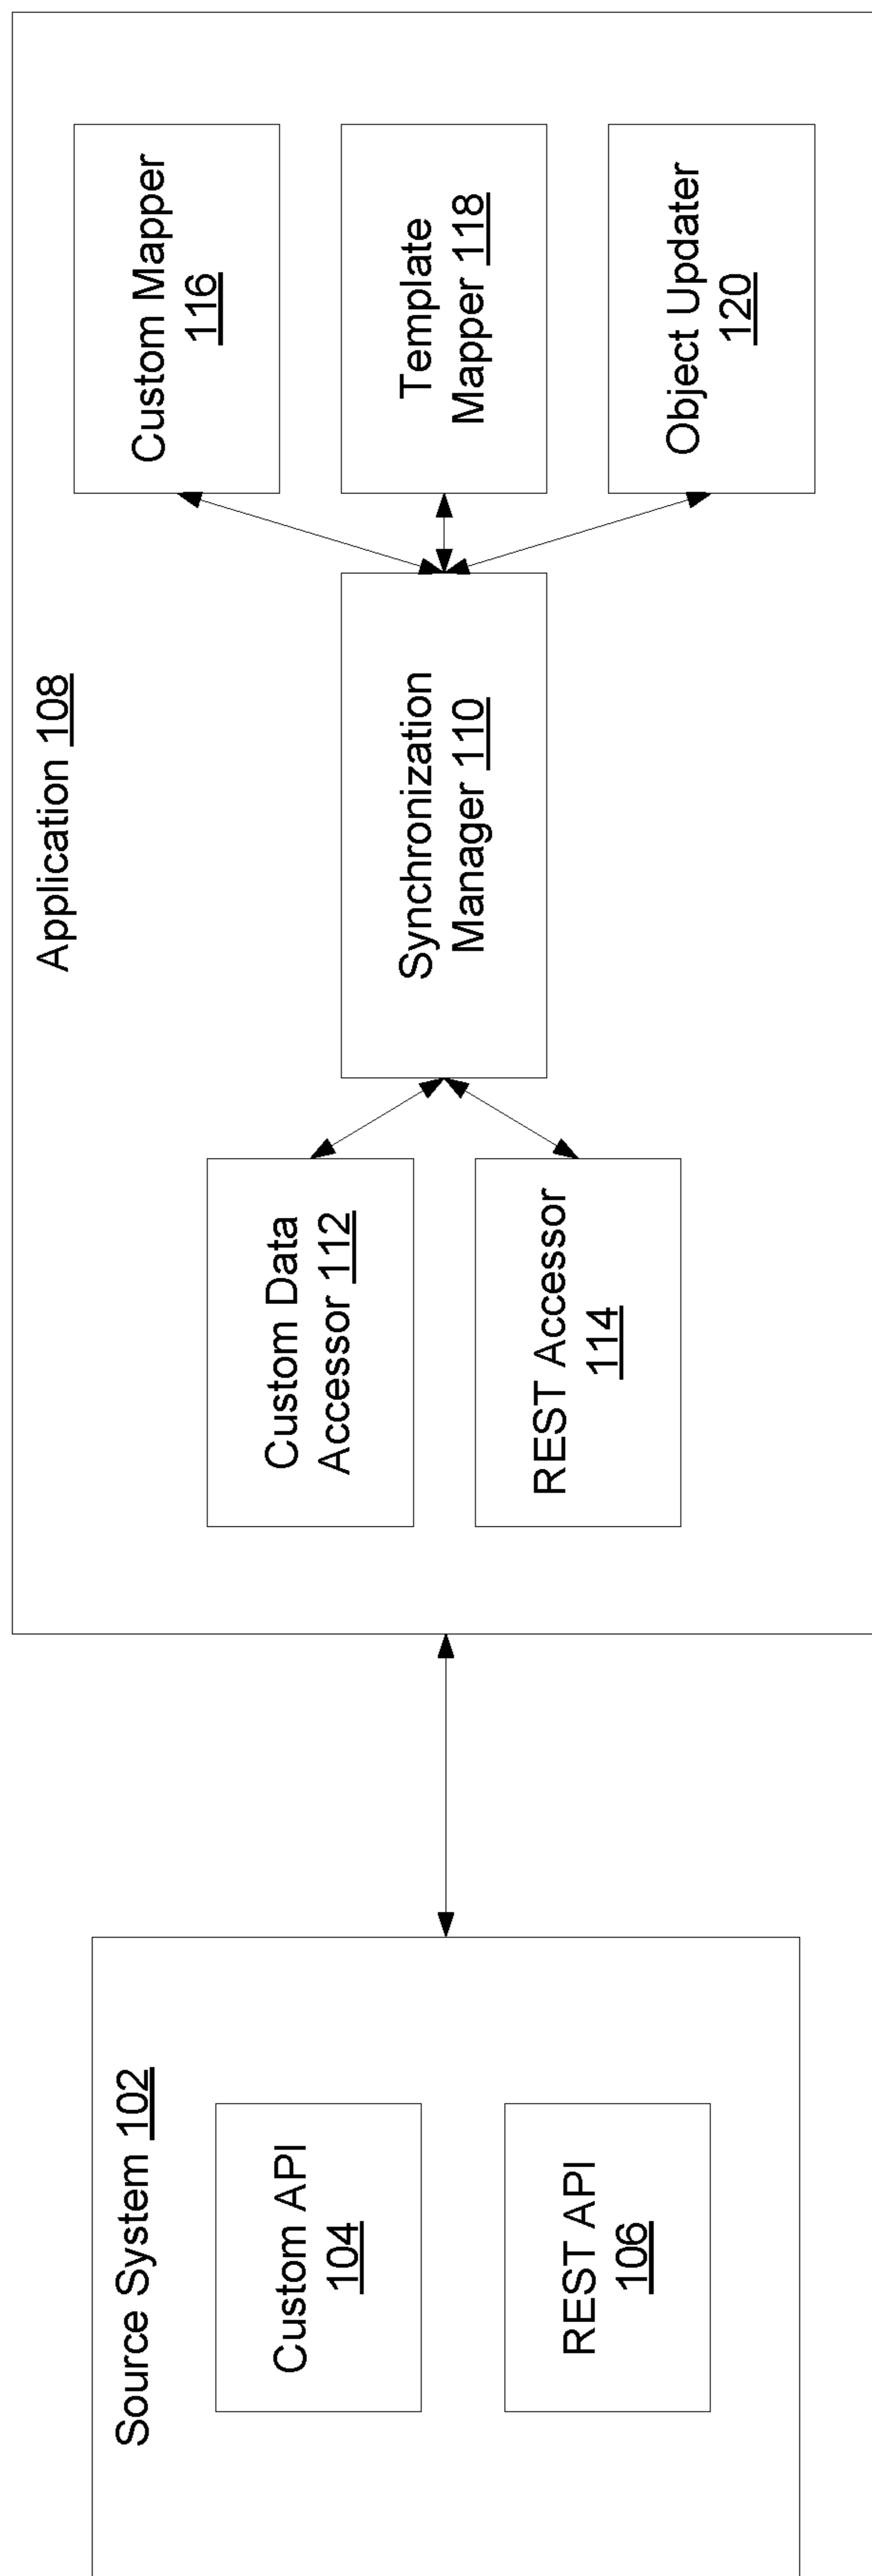 Source System 102
Custom API
104
REST API
106
Application 108
Custom Data
Accessor 112
REST Accessor
114
Synchronization
Manager 110
Custom Mapper
116
Template
Mapper 118
Object Updater
120